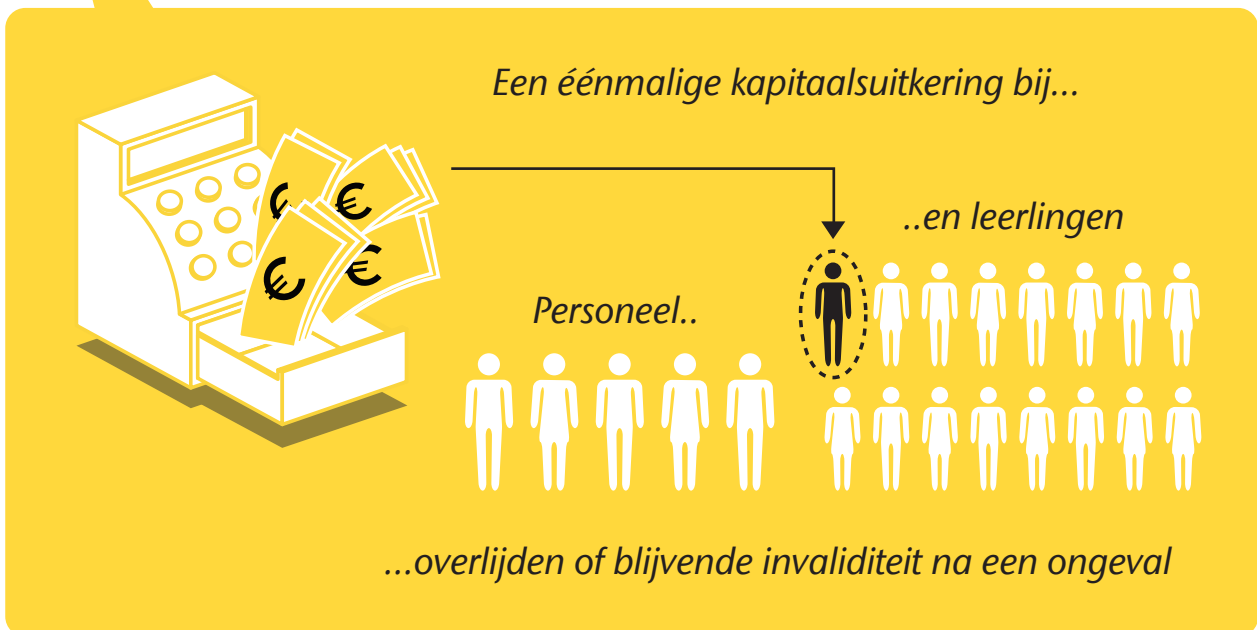 Een éénmalige kapitaalsuitkering bij...
..en leerlingen
Personeel..
€ € € €
...overlijden of blijvende invaliditeit na een ongeval